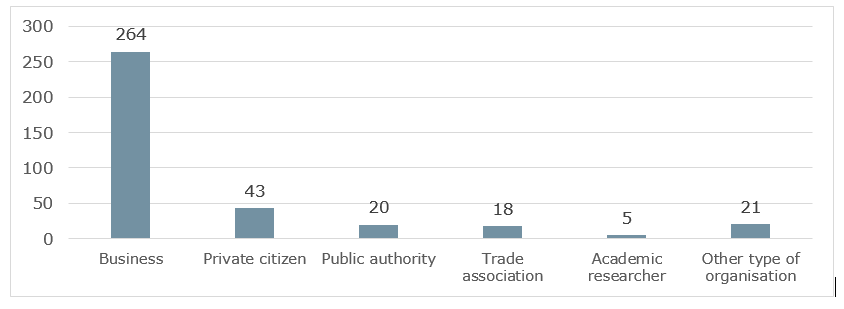 300
264
250
200
150
100
50
0
43
20
18
5
21
Business
Private citizen
Public authority
Trade
association
Academic
researcher
Other type of
organisation